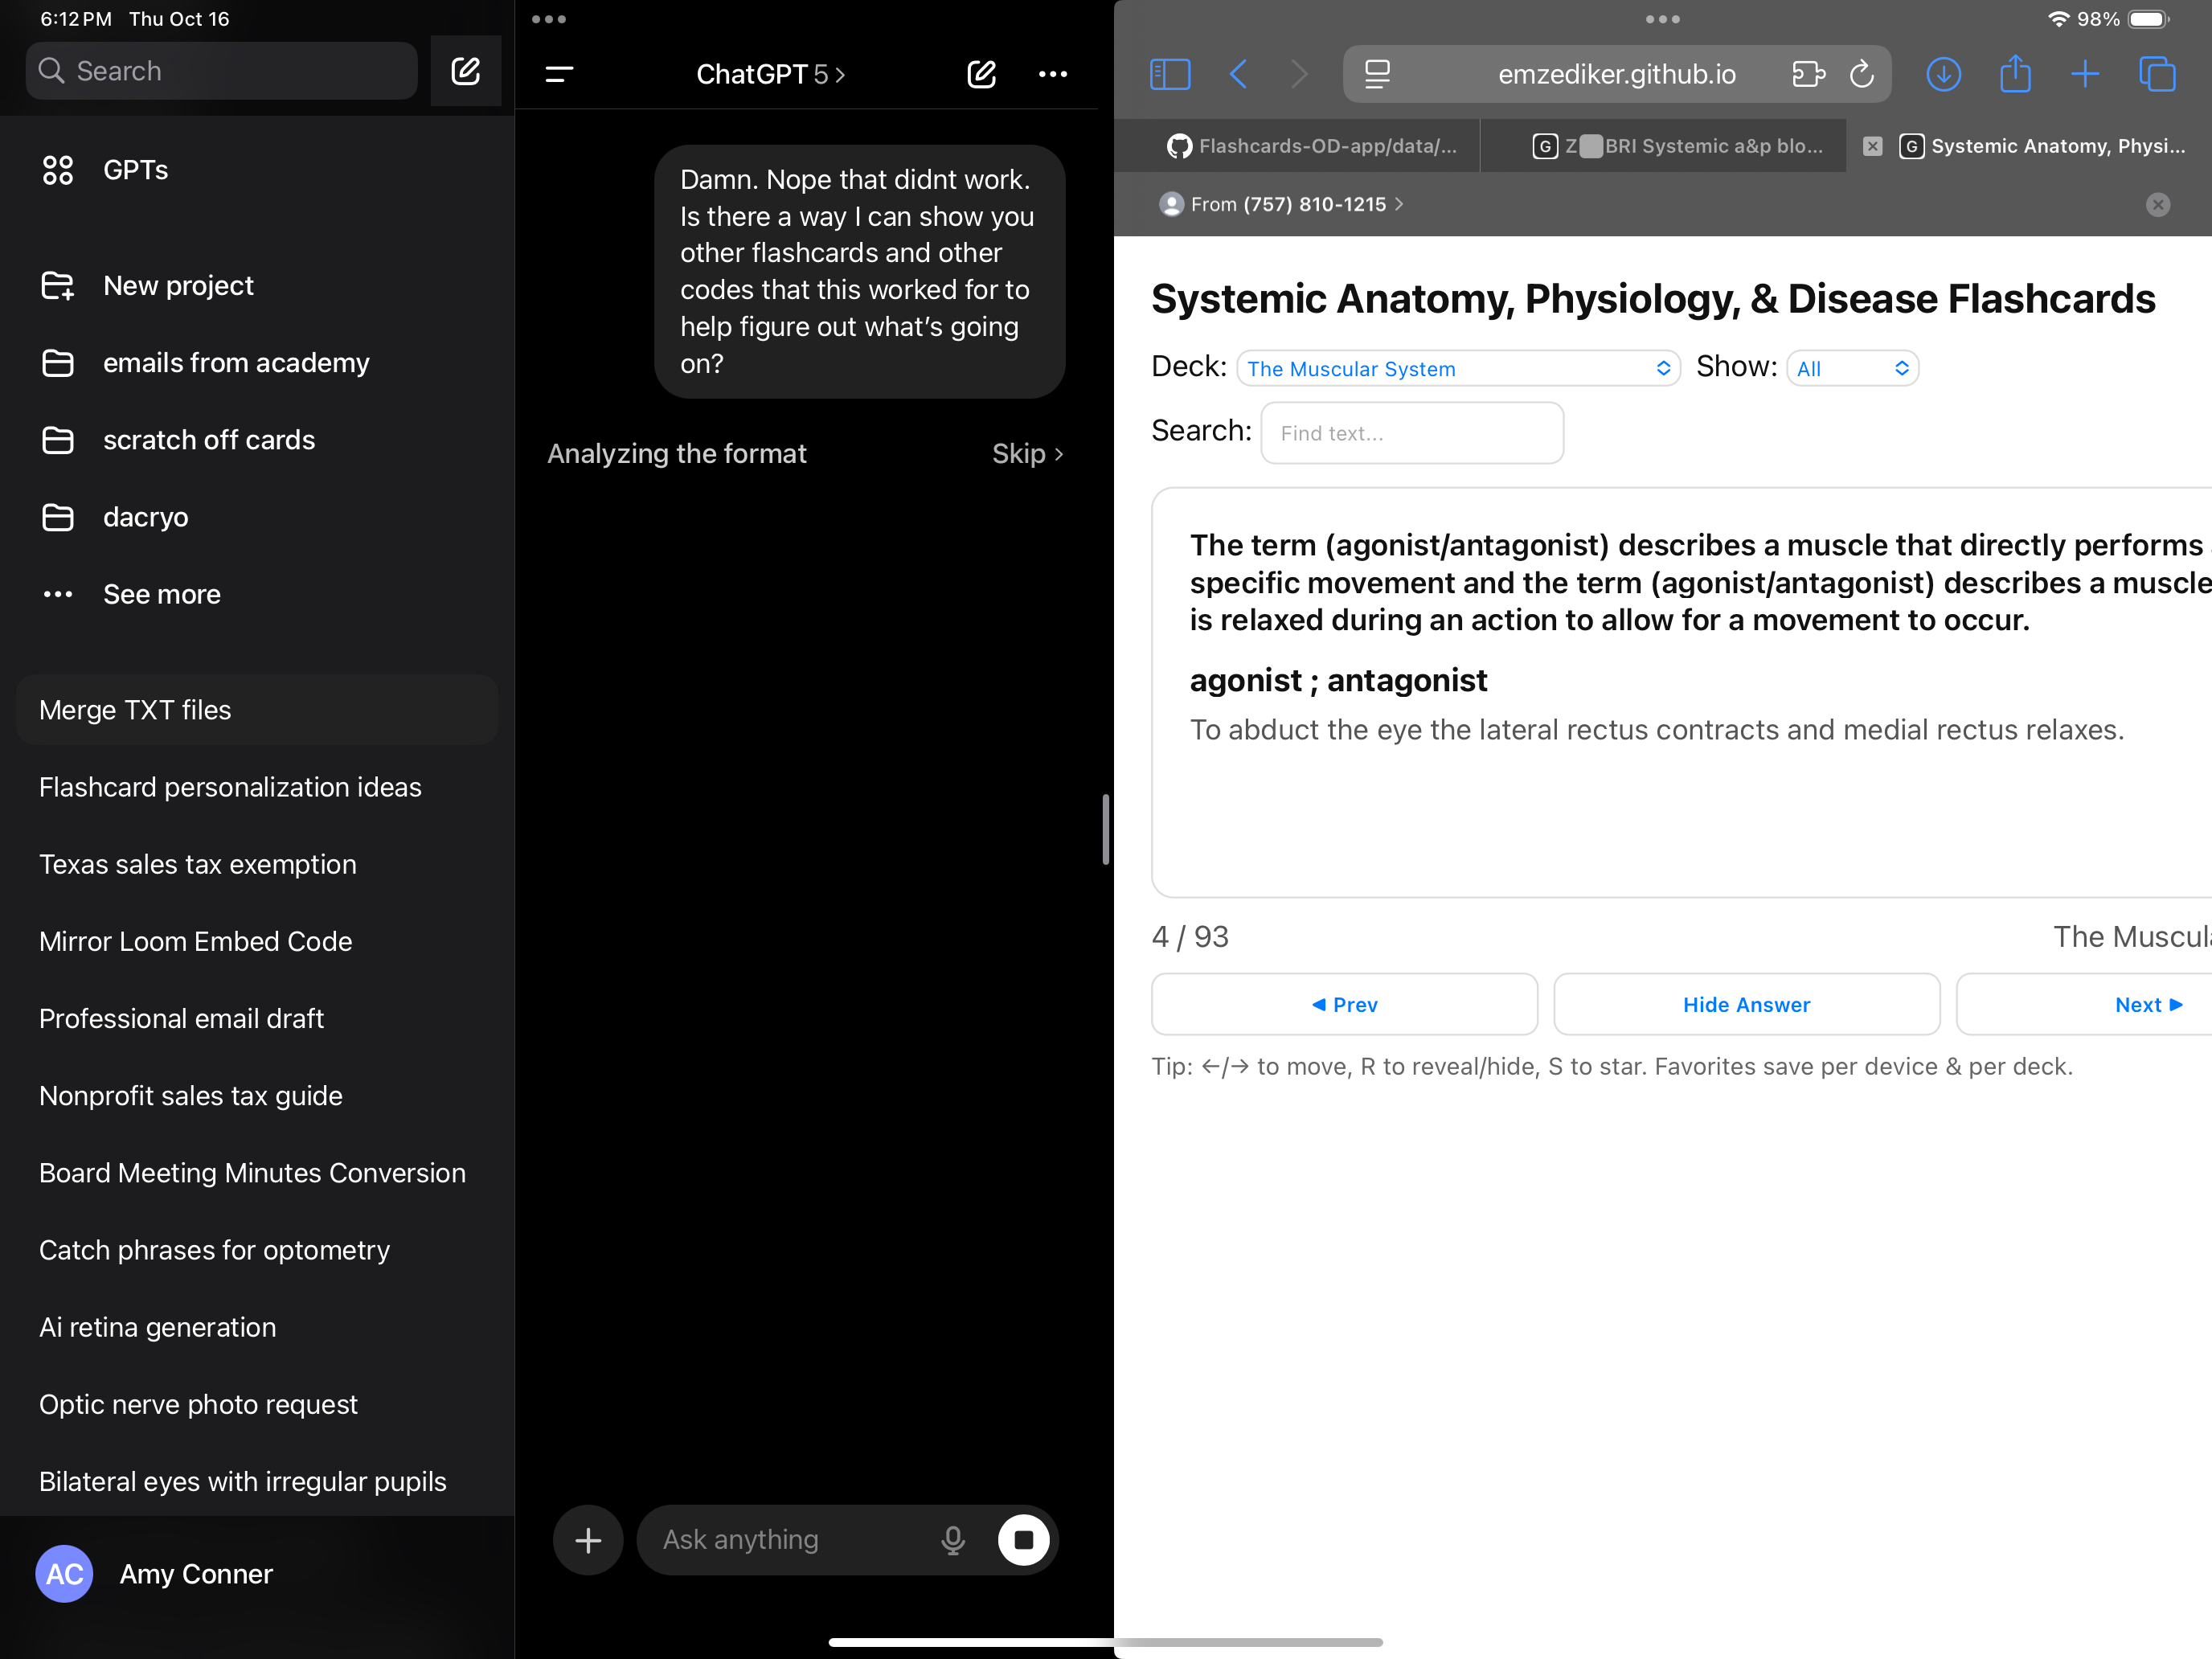 6:12 PM Thu Oct 16
Search
GPTs
New project
emails from academy
scratch off cards
dacryo
See more
Merge TXT files
Flashcard personalization ideas
Texas sales tax exemption
Mirror Loom Embed Code
Professional email draft
Nonprofit sales tax guide
Board Meeting Minutes Conversion
Catch phrases for optometry
Ai retina generation
Optic nerve photo request
Bilateral eyes with irregular pupils
AC Amy Conner
ChatGPT 5 >
Damn. Nope that didnt work.
Is there a way I can show you
other flashcards and other
codes that this worked for to
help figure out what's going
on?
Analyzing the format Skip >
Ask anything
98%
emzediker.github.io
Flashcards-OD-app/data/...
G Z BRI Systemic a&p blo...
G Systemic Anatomy, Physi...
From (757) 810-1215 >
Systemic Anatomy, Physiology, & Disease Flashcards
Deck: The Muscular System Show: All
Search: Find text...
The term (agonist/antagonist) describes a muscle that directly performs
specific movement and the term (agonist/antagonist) describes a muscle
is relaxed during an action to allow for a movement to occur.
agonist ; antagonist
To abduct the eye the lateral rectus contracts and medial rectus relaxes.
4 / 93 The Muscul
◀ Prev Hide Answer Next ▶
Tip: ←/→ to move, R to reveal/hide, S to star. Favorites save per device & per deck.